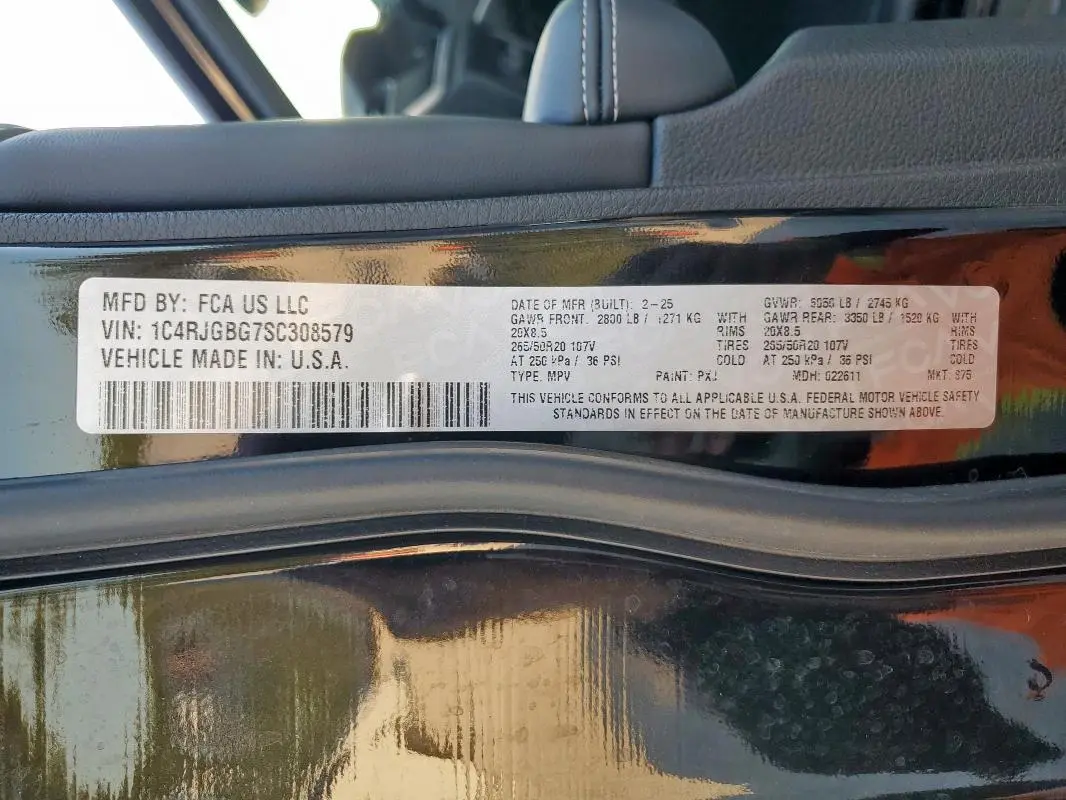 MFD BY: FCA US LLC
VIN: 1C4RJGBG7SC308579
VEHICLE MADE IN: U.S.A.
DATE OF MFR (BUILT): 2-25
GAWR FRONT: 2800 LB / 1271 KG WITH
20X8.5 RIMS
265/50R20 107V TIRES
AT 250 kPa / 36 PSI COLD
TYPE: MPV PAINT: PXJ
GVWR: 6050 LB / 2745 KG
GAWR REAR: 3350 LB / 1520 KG WITH
20X8.5 RIMS
265/50R20 107V TIRES
AT 250 kPa / 36 PSI COLD
MDH: 022611 MKT: 875
THIS VEHICLE CONFORMS TO ALL APPLICABLE U.S.A. FEDERAL MOTOR VEHICLE SAFETY
STANDARDS IN EFFECT ON THE DATE OF MANUFACTURE SHOWN ABOVE.